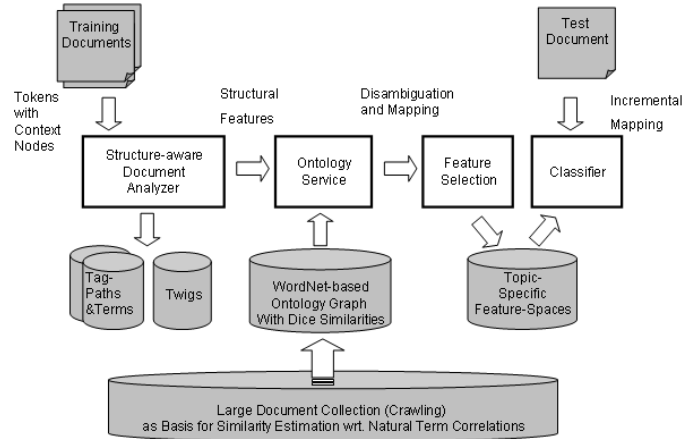 Training
Documents
Test
Document
Tokens
with
Context
Nodes
Structural
Features
Disambiguation
and Mapping
Incremental
Mapping
Structure-aware
Document
Analyzer
Ontology
Service
Feature
Selection
Classifier
Tag-
Paths
&Terms
Twigs
WordNet-based
Ontology Graph
With Dice Similarities
Topic-
Specific
Feature-Spaces
Large Document Collection (Crawling)
as Basis for Similarity Estimation wrt. Natural Term Correlations